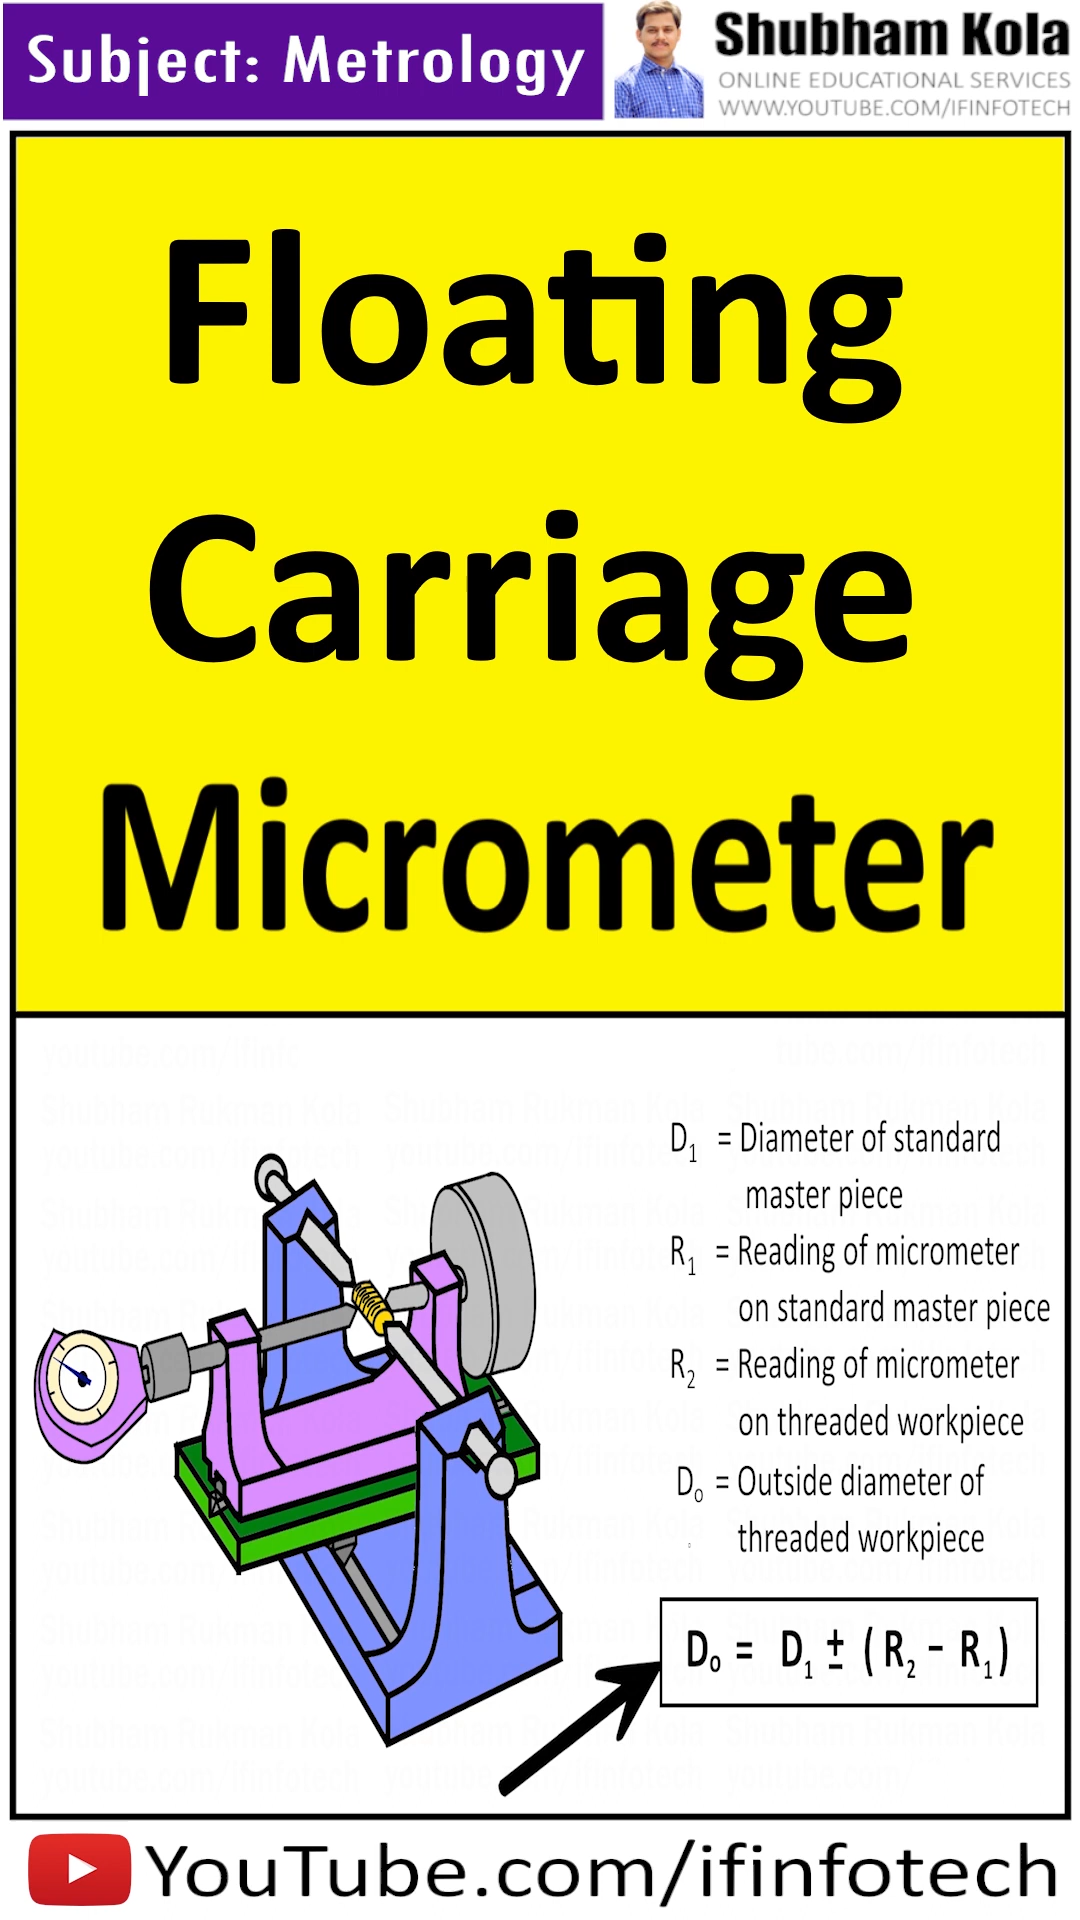 Subject: Metrology
Shubham Kola
ONLINE EDUCATIONAL SERVICES
WWW.YOUTUBE.COM/IFINFOTECH
Floating
Carriage
Micrometer
D₁ = Diameter of standard
master piece
R₁ = Reading of micrometer
on standard master piece
R₂ = Reading of micrometer
on threaded workpiece
D₀ = Outside diameter of
threaded workpiece
D₀ = D₁ ± ( R₂ − R₁ )
YouTube.com/ifinfotech